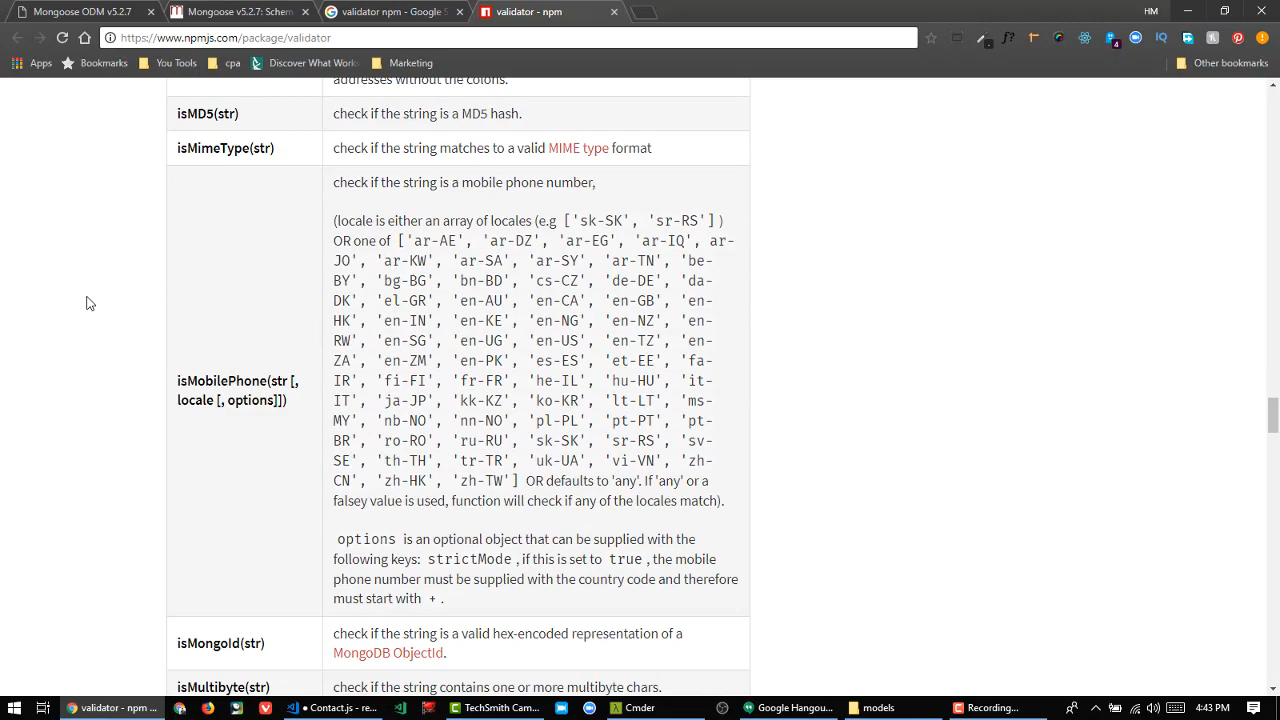 Mongoose ODM v5.2.7
Mongoose v5.2.7: Schem
validator npm - Google S
validator - npm
HM
https://www.npmjs.com/package/validator
Apps
Bookmarks
You Tools
cpa
Discover What Works
Marketing
Other bookmarks
addresses without the colons.
isMD5(str)
check if the string is a MD5 hash.
isMimeType(str)
check if the string matches to a valid MIME type format
check if the string is a mobile phone number,
(locale is either an array of locales (e.g ['sk-SK', 'sr-RS'])
OR one of ['ar-AE', 'ar-DZ', 'ar-EG', 'ar-IQ', ar-
JO', 'ar-KW', 'ar-SA', 'ar-SY', 'ar-TN', 'be-
BY', 'bg-BG', 'bn-BD', 'cs-CZ', 'de-DE', 'da-
DK', 'el-GR', 'en-AU', 'en-CA', 'en-GB', 'en-
HK', 'en-IN', 'en-KE', 'en-NG', 'en-NZ', 'en-
RW', 'en-SG', 'en-UG', 'en-US', 'en-TZ', 'en-
ZA', 'en-ZM', 'en-PK', 'es-ES', 'et-EE', 'fa-
IR', 'fi-FI', 'fr-FR', 'he-IL', 'hu-HU', 'it-
IT', 'ja-JP', 'kk-KZ', 'ko-KR', 'lt-LT', 'ms-
MY', 'nb-NO', 'nn-NO', 'pl-PL', 'pt-PT', 'pt-
BR', 'ro-RO', 'ru-RU', 'sk-SK', 'sr-RS', 'sv-
SE', 'th-TH', 'tr-TR', 'uk-UA', 'vi-VN', 'zh-
CN', 'zh-HK', 'zh-TW'] OR defaults to 'any'. If 'any' or a
falsey value is used, function will check if any of the locales match).
isMobilePhone(str [,
locale [, options]])
options is an optional object that can be supplied with the
following keys: strictMode, if this is set to true, the mobile
phone number must be supplied with the country code and therefore
must start with +.
isMongoId(str)
check if the string is a valid hex-encoded representation of a
MongoDB ObjectId.
isMultibyte(str)
check if the string contains one or more multibyte chars.
validator - npm ...
• Contact.js - re...
TechSmith Cam...
Cmder
Google Hangou...
models
Recording...
4:43 PM